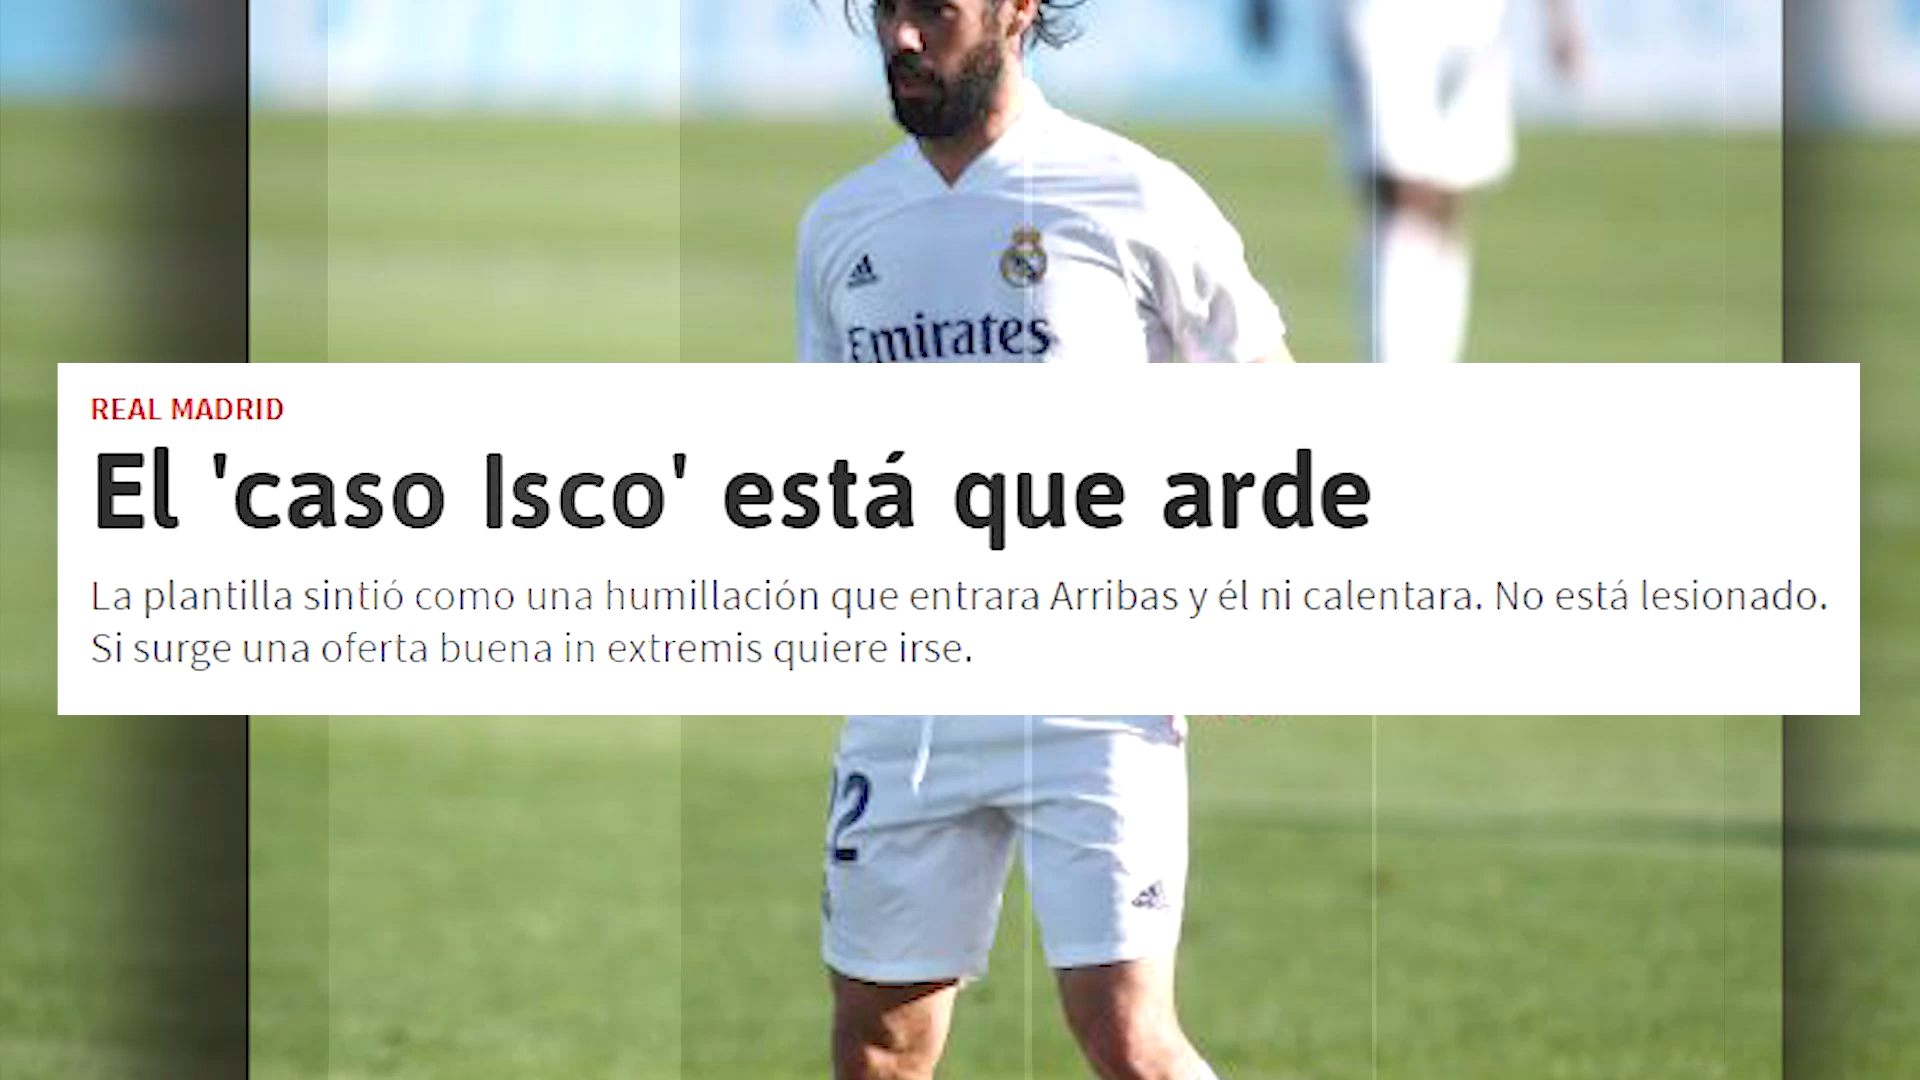 Emirates
REAL MADRID
El 'caso Isco' está que arde
La plantilla sintió como una humillación que entrara Arribas y él ni calentara. No está lesionado.
Si surge una oferta buena in extremis quiere irse.
22